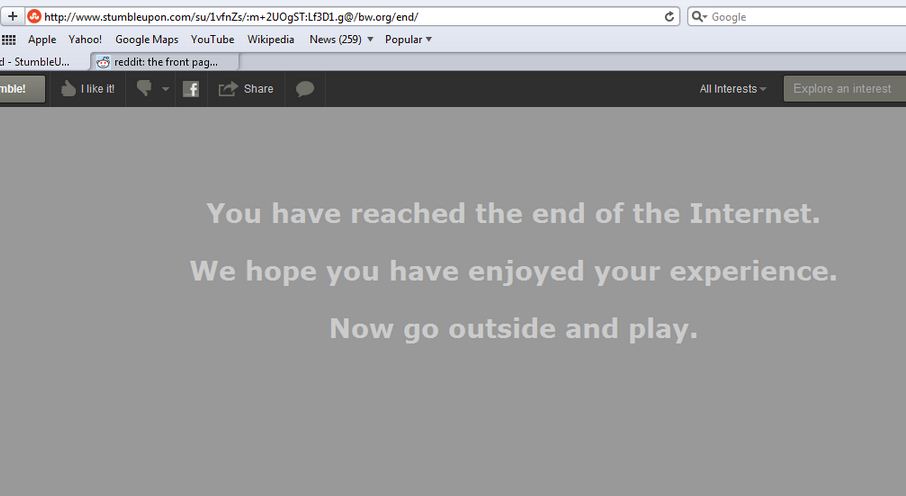 http://www.stumbleupon.com/su/1vfnZs/:m+2UOgST:Lf3D1.g@/bw.org/end/ Google
Apple Yahoo! Google Maps YouTube Wikipedia News (259) Popular
d - StumbleU... reddit: the front pag...
mble! I like it! Share All Interests Explore an interest
You have reached the end of the Internet.
We hope you have enjoyed your experience.
Now go outside and play.